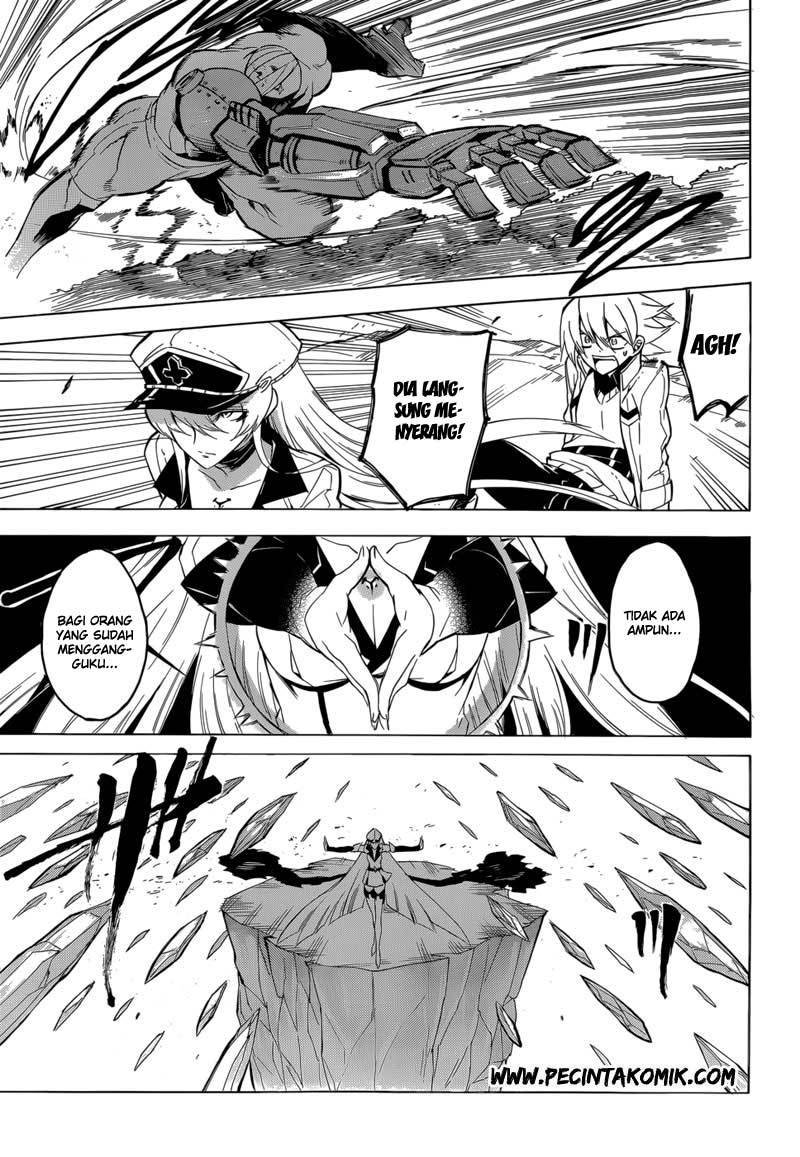 AGH!
DIA LANG-
SUNG ME-
NYERANG!
TIDAK ADA
AMPUN...
BAGI ORANG
YANG SUDAH
MENGGANG-
GUKU...
WWW.PECINTAKOMIK.COM